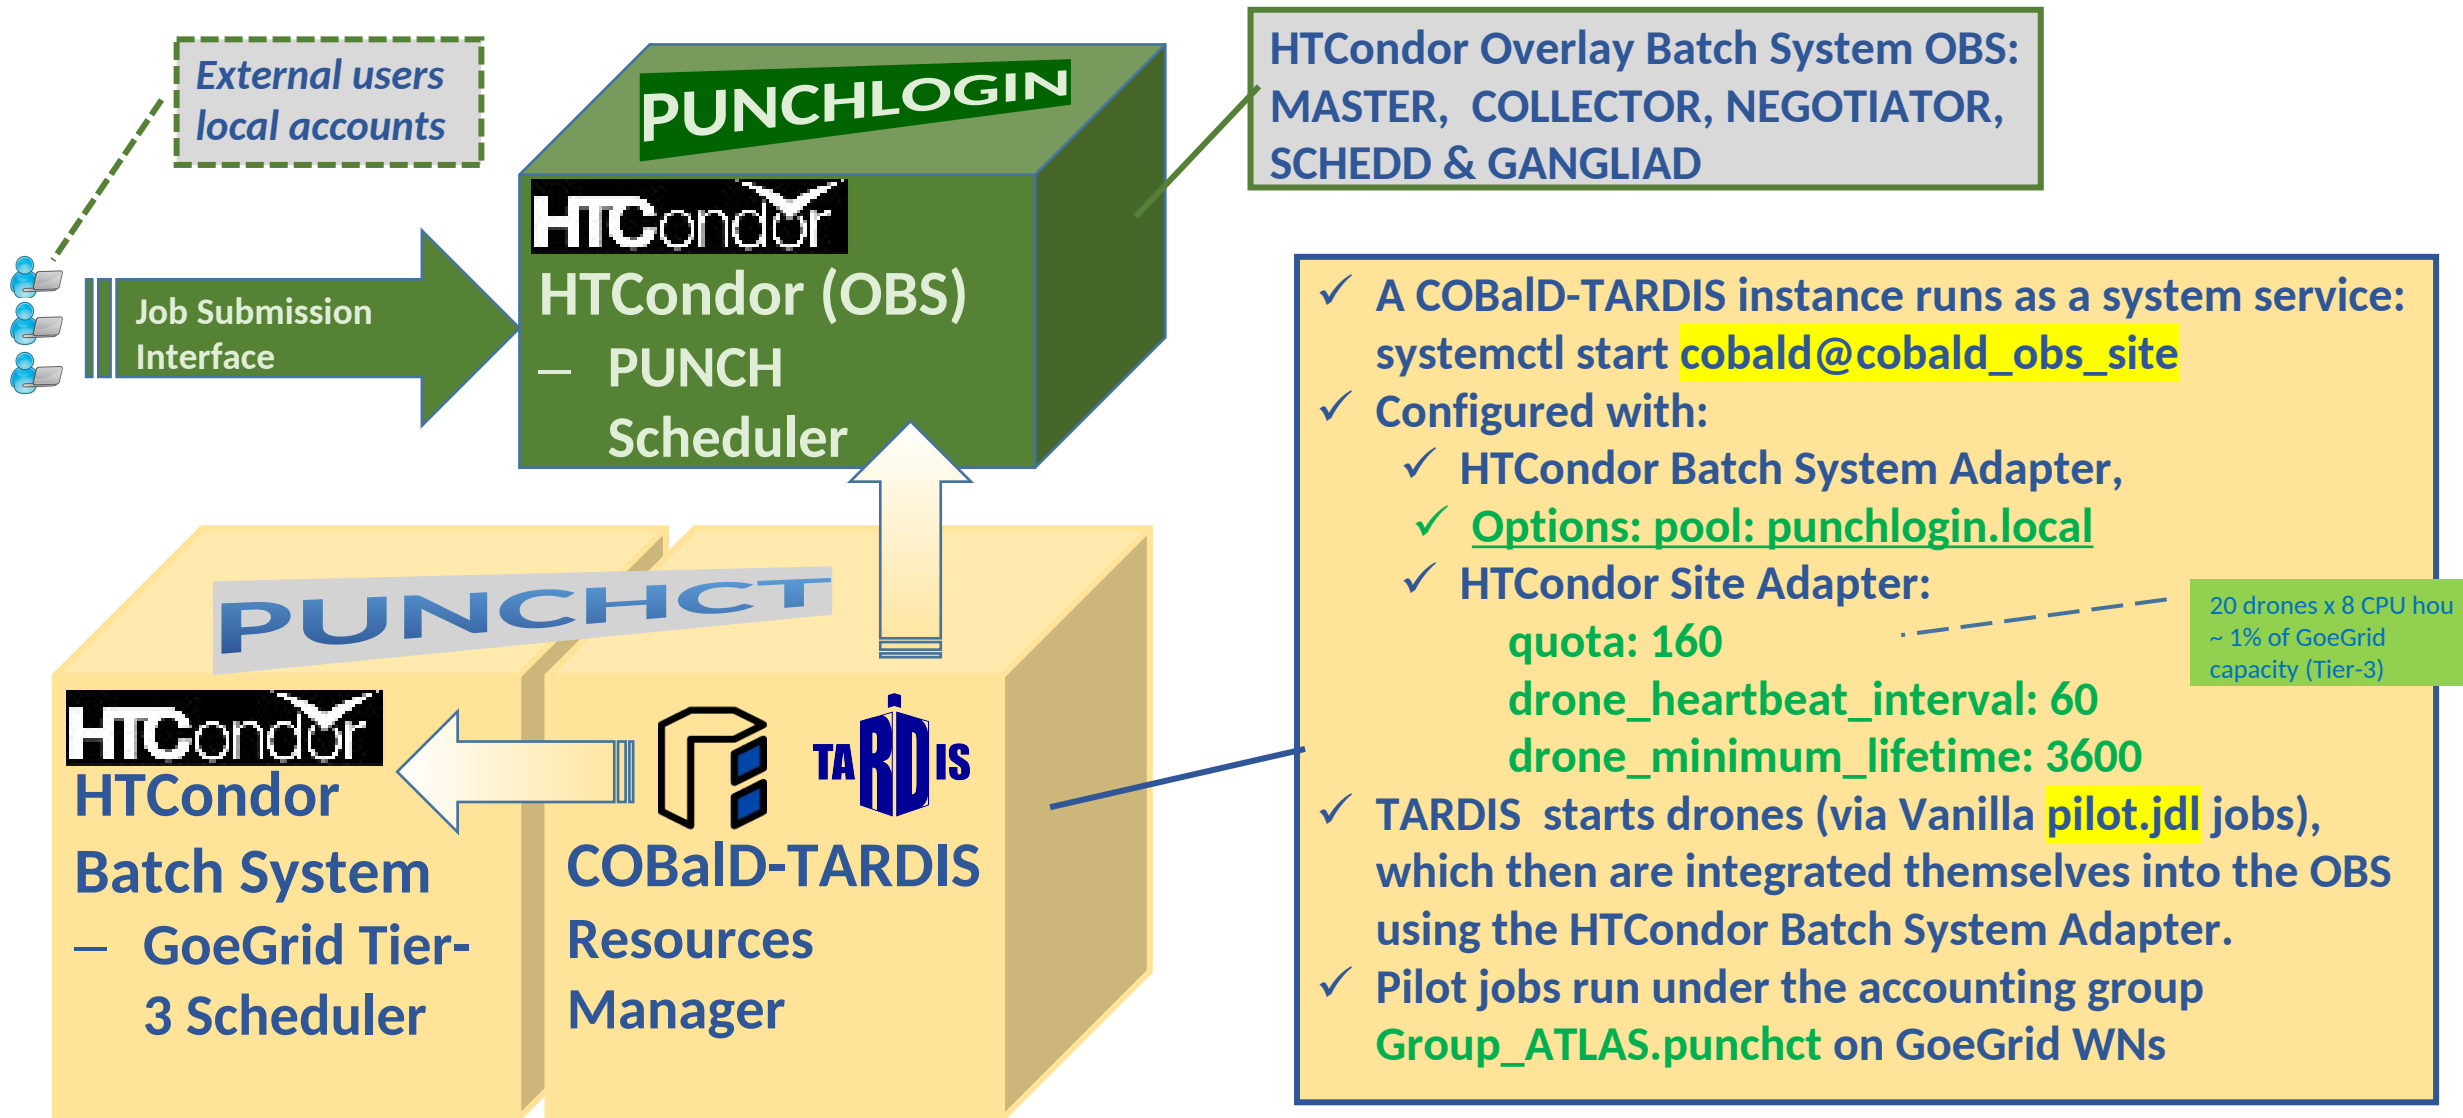 External users
local accounts
PUNCHLOGIN
HTCondor Overlay Batch System OBS:
MASTER, COLLECTOR, NEGOTIATOR,
SCHEDD & GANGLIAD
HTCondor
HTCondor (OBS)
– PUNCH
Scheduler
Job Submission
Interface
✓ A COBalD-TARDIS instance runs as a system service:
systemctl start cobald@cobald_obs_site
✓ Configured with:
✓ HTCondor Batch System Adapter,
✓ Options: pool: punchlogin.local
✓ HTCondor Site Adapter:
quota: 160
drone_heartbeat_interval: 60
drone_minimum_lifetime: 3600
✓ TARDIS starts drones (via Vanilla pilot.jdl jobs),
which then are integrated themselves into the OBS
using the HTCondor Batch System Adapter.
✓ Pilot jobs run under the accounting group
Group_ATLAS.punchct on GoeGrid WNs
20 drones x 8 CPU hou
~ 1% of GoeGrid
capacity (Tier-3)
PUNCHCT
HTCondor
HTCondor
Batch System
– GoeGrid Tier-
3 Scheduler
TARDIS
COBalD-TARDIS
Resources
Manager